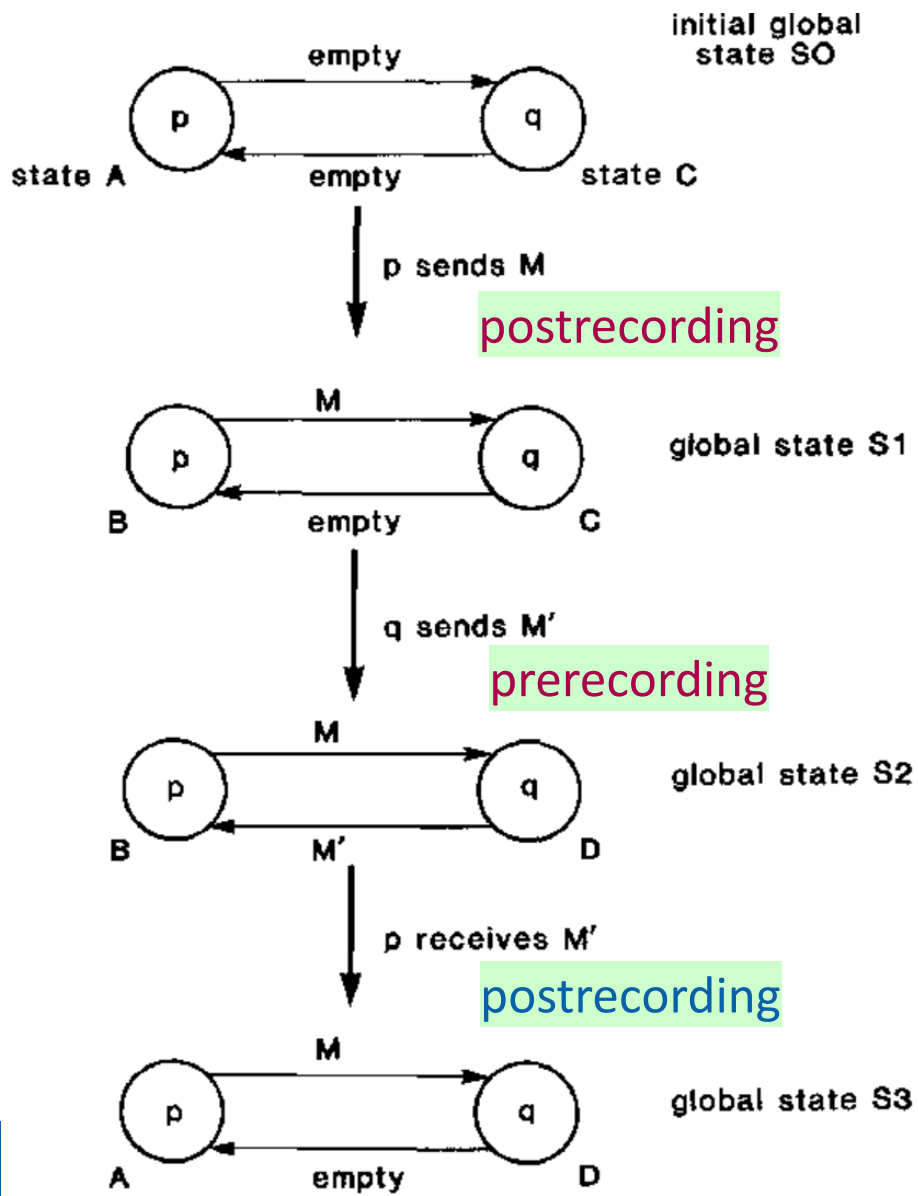 initial global
state SO
empty
p
q
state A
empty
state C
p sends M
postrecording
M
p
q
global state S1
B
empty
C
q sends M′
prerecording
M
p
q
global state S2
B
M′
D
p receives M′
postrecording
M
p
q
global state S3
A
empty
D